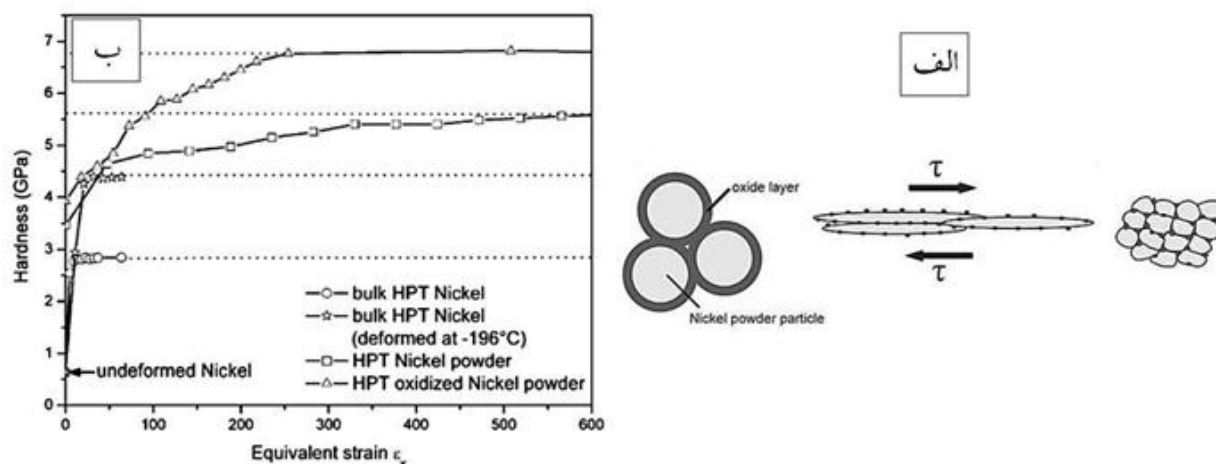 ب
7
6
5
4
3
2
1
0
Hardness (GPa)
bulk HPT Nickel
bulk HPT Nickel
(deformed at -196°C)
HPT Nickel powder
HPT oxidized Nickel powder
undeformed Nickel
0 100 200 300 400 500 600
Equivalent strain ε
الف
oxide layer
Nickel powder particle
τ
τ